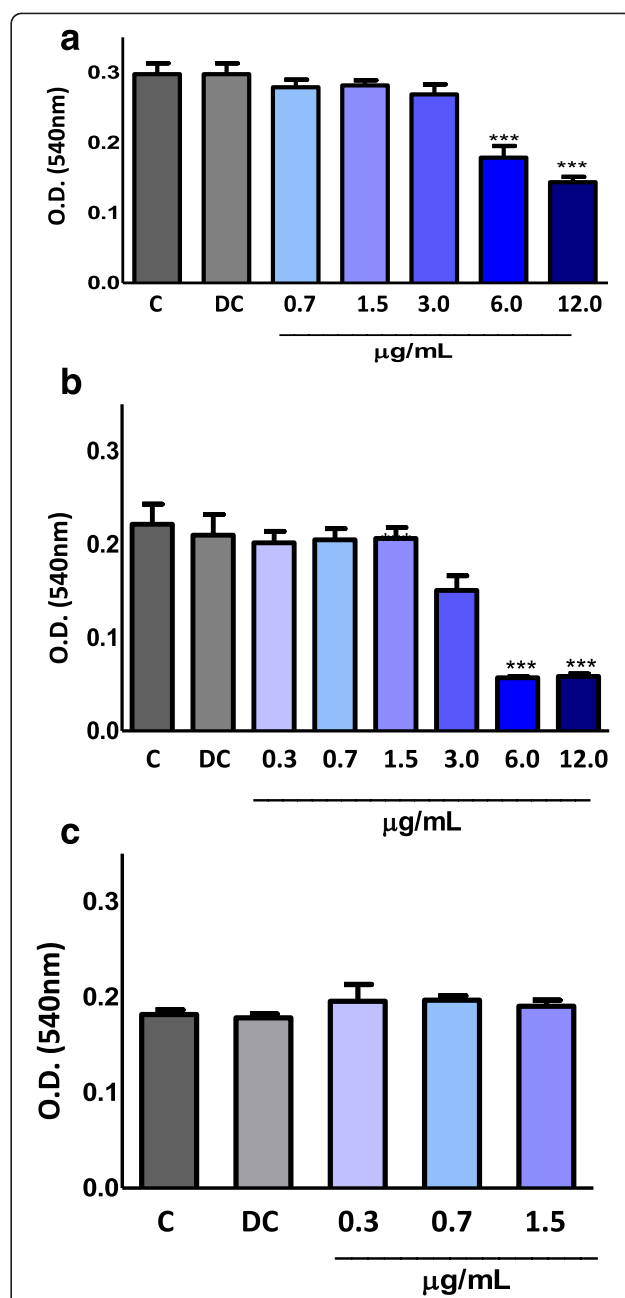 a
O.D. (540nm)
0.3
0.2
0.1
0.0
*** ***
C DC 0.7 1.5 3.0 6.0 12.0
μg/mL
b
O.D. (540nm)
0.3
0.2
0.1
0.0
***
*** ***
C DC 0.3 0.7 1.5 3.0 6.0 12.0
μg/mL
c
O.D. (540nm)
0.3
0.2
0.1
0.0
C DC 0.3 0.7 1.5
μg/mL